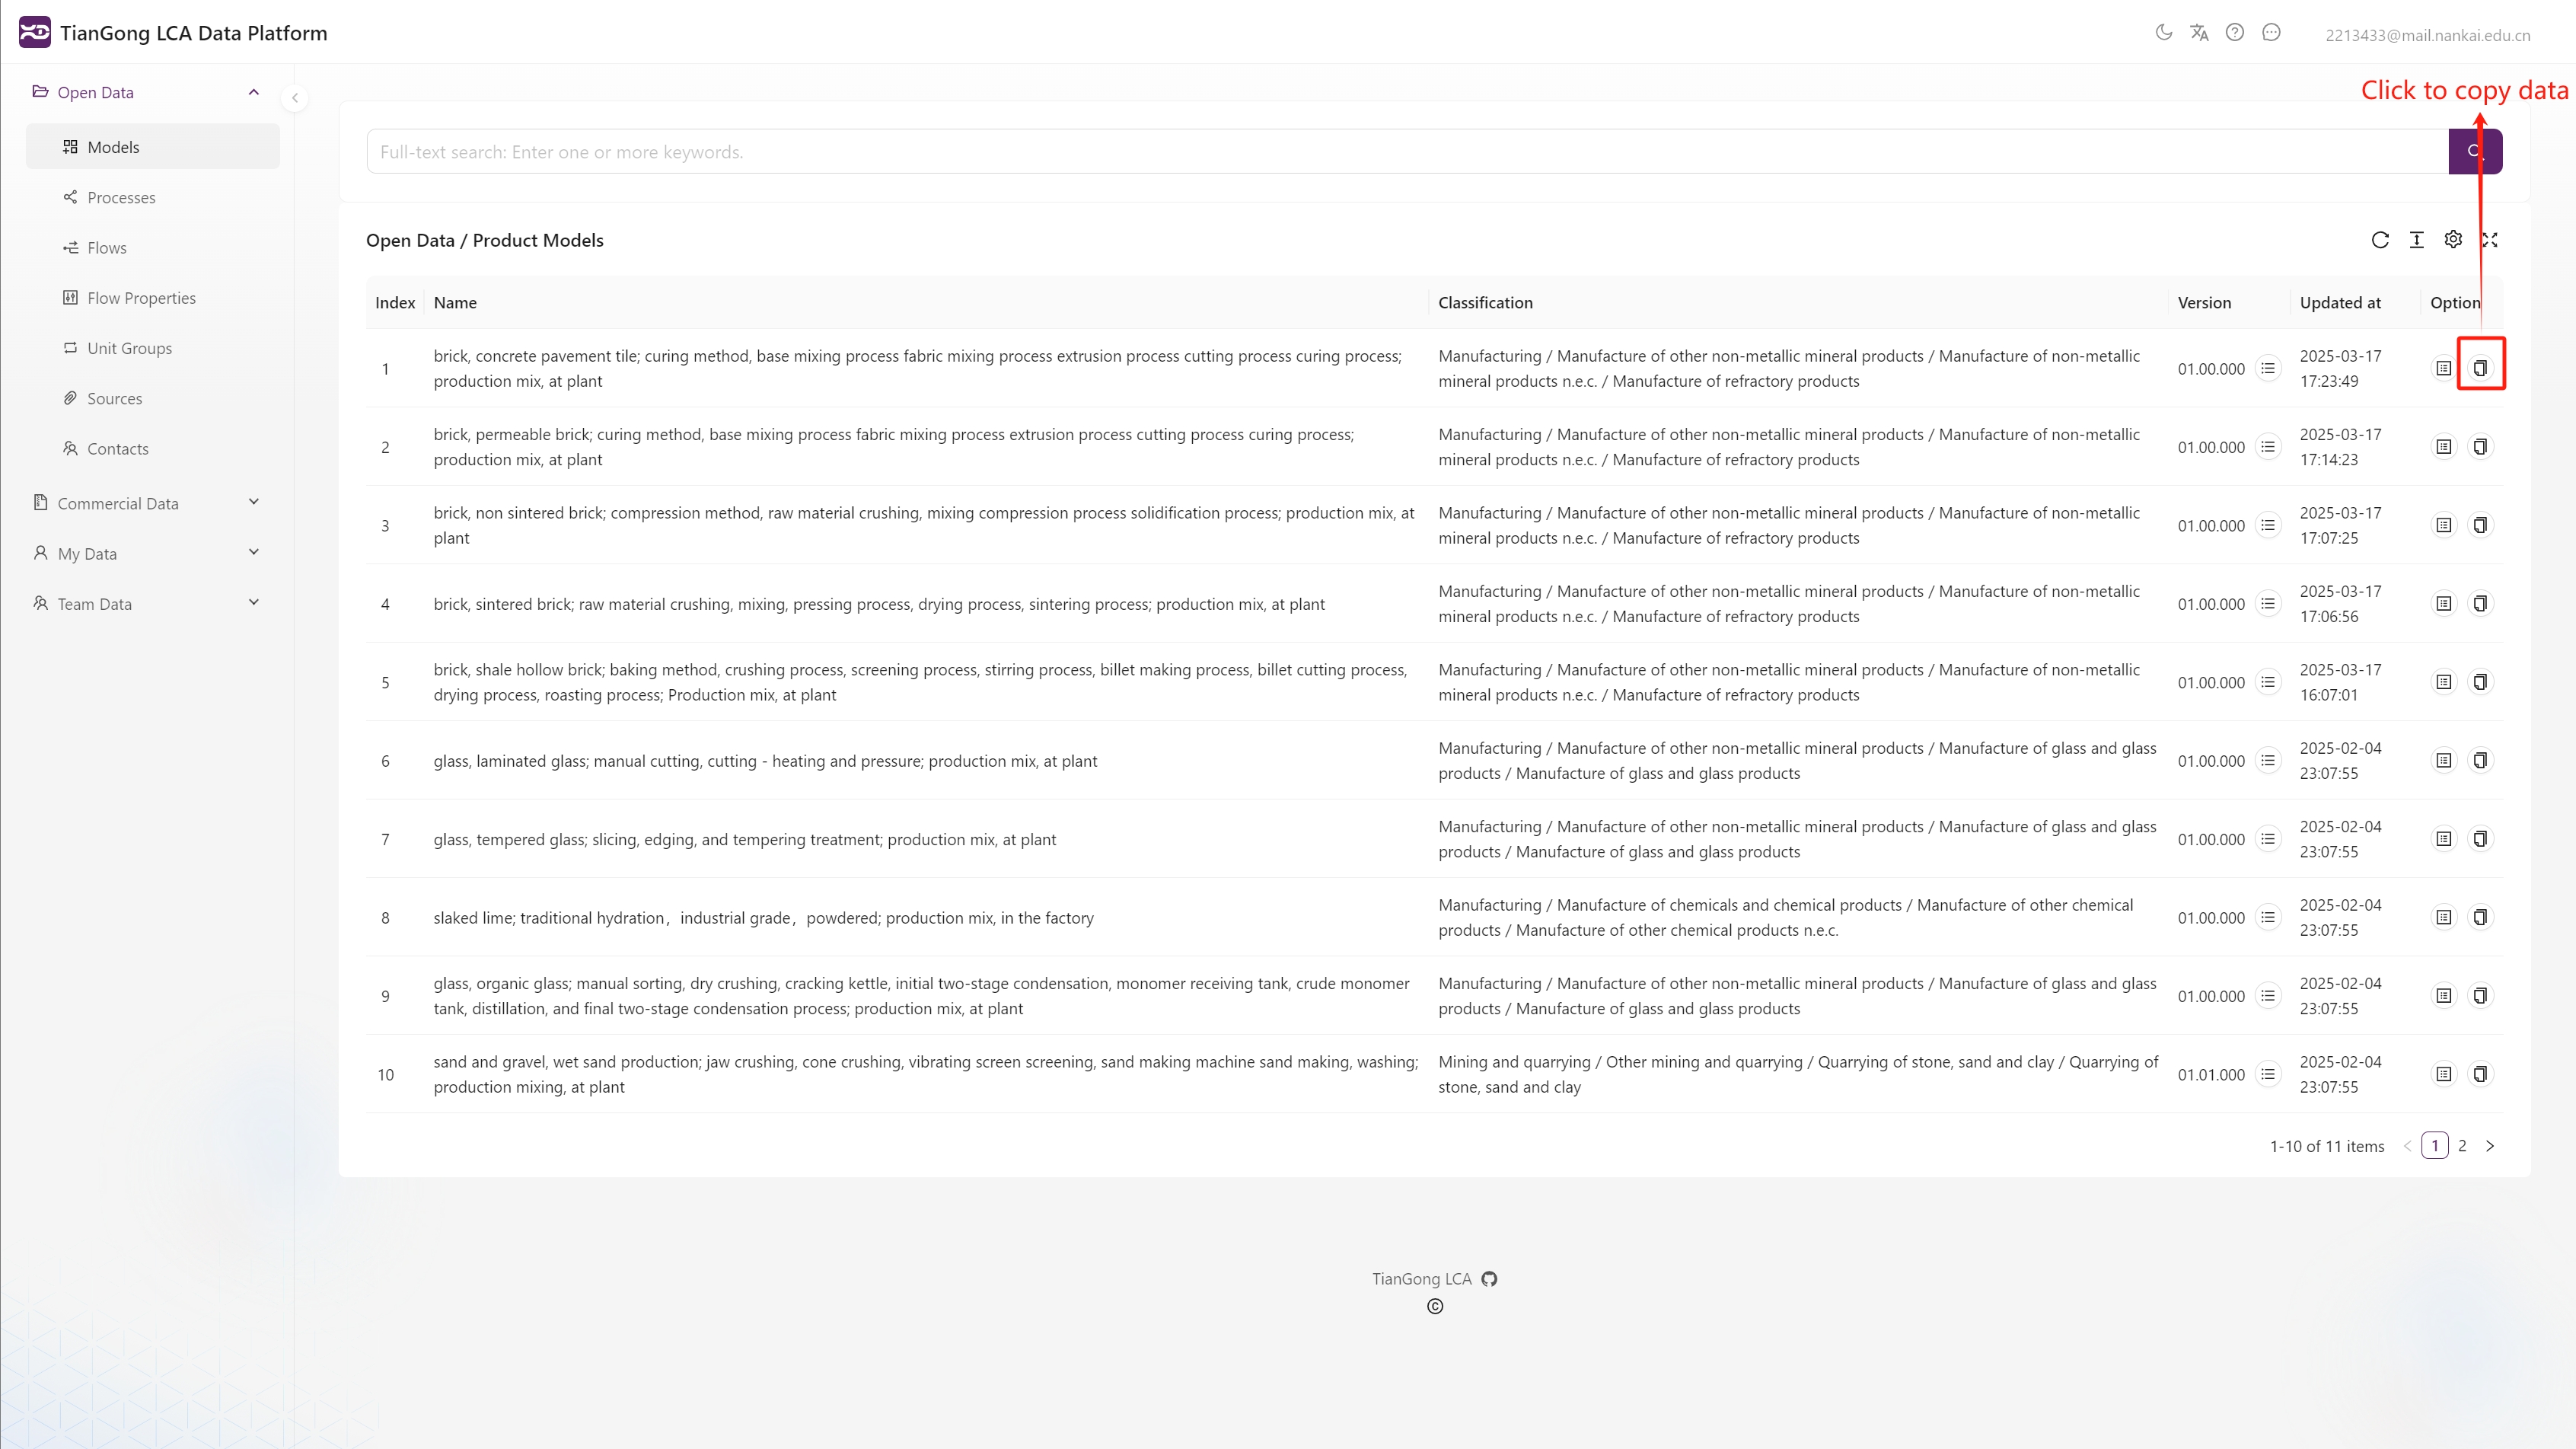 TianGong LCA Data Platform
2213433@mail.nankai.edu.cn
Click to copy data
Open Data
Models
Processes
Flows
Flow Properties
Unit Groups
Sources
Contacts
Commercial Data
My Data
Team Data
Full-text search: Enter one or more keywords.
Open Data / Product Models
Index Name Classification Version Updated at Option
1
brick, concrete pavement tile; curing method, base mixing process fabric mixing process extrusion process cutting process curing process;
production mix, at plant
Manufacturing / Manufacture of other non-metallic mineral products / Manufacture of non-metallic
mineral products n.e.c. / Manufacture of refractory products
01.00.000
2025-03-17
17:23:49
2
brick, permeable brick; curing method, base mixing process fabric mixing process extrusion process cutting process curing process;
production mix, at plant
Manufacturing / Manufacture of other non-metallic mineral products / Manufacture of non-metallic
mineral products n.e.c. / Manufacture of refractory products
01.00.000
2025-03-17
17:14:23
3
brick, non sintered brick; compression method, raw material crushing, mixing compression process solidification process; production mix, at
plant
Manufacturing / Manufacture of other non-metallic mineral products / Manufacture of non-metallic
mineral products n.e.c. / Manufacture of refractory products
01.00.000
2025-03-17
17:07:25
4
brick, sintered brick; raw material crushing, mixing, pressing process, drying process, sintering process; production mix, at plant
Manufacturing / Manufacture of other non-metallic mineral products / Manufacture of non-metallic
mineral products n.e.c. / Manufacture of refractory products
01.00.000
2025-03-17
17:06:56
5
brick, shale hollow brick; baking method, crushing process, screening process, stirring process, billet making process, billet cutting process,
drying process, roasting process; Production mix, at plant
Manufacturing / Manufacture of other non-metallic mineral products / Manufacture of non-metallic
mineral products n.e.c. / Manufacture of refractory products
01.00.000
2025-03-17
16:07:01
6
glass, laminated glass; manual cutting, cutting - heating and pressure; production mix, at plant
Manufacturing / Manufacture of other non-metallic mineral products / Manufacture of glass and glass
products / Manufacture of glass and glass products
01.00.000
2025-02-04
23:07:55
7
glass, tempered glass; slicing, edging, and tempering treatment; production mix, at plant
Manufacturing / Manufacture of other non-metallic mineral products / Manufacture of glass and glass
products / Manufacture of glass and glass products
01.00.000
2025-02-04
23:07:55
8
slaked lime; traditional hydration，industrial grade，powdered; production mix, in the factory
Manufacturing / Manufacture of chemicals and chemical products / Manufacture of other chemical
products / Manufacture of other chemical products n.e.c.
01.00.000
2025-02-04
23:07:55
9
glass, organic glass; manual sorting, dry crushing, cracking kettle, initial two-stage condensation, monomer receiving tank, crude monomer
tank, distillation, and final two-stage condensation process; production mix, at plant
Manufacturing / Manufacture of other non-metallic mineral products / Manufacture of glass and glass
products / Manufacture of glass and glass products
01.00.000
2025-02-04
23:07:55
10
sand and gravel, wet sand production; jaw crushing, cone crushing, vibrating screen screening, sand making machine sand making, washing;
production mixing, at plant
Mining and quarrying / Other mining and quarrying / Quarrying of stone, sand and clay / Quarrying of
stone, sand and clay
01.01.000
2025-02-04
23:07:55
1-10 of 11 items < 1 2 >
TianGong LCA
©